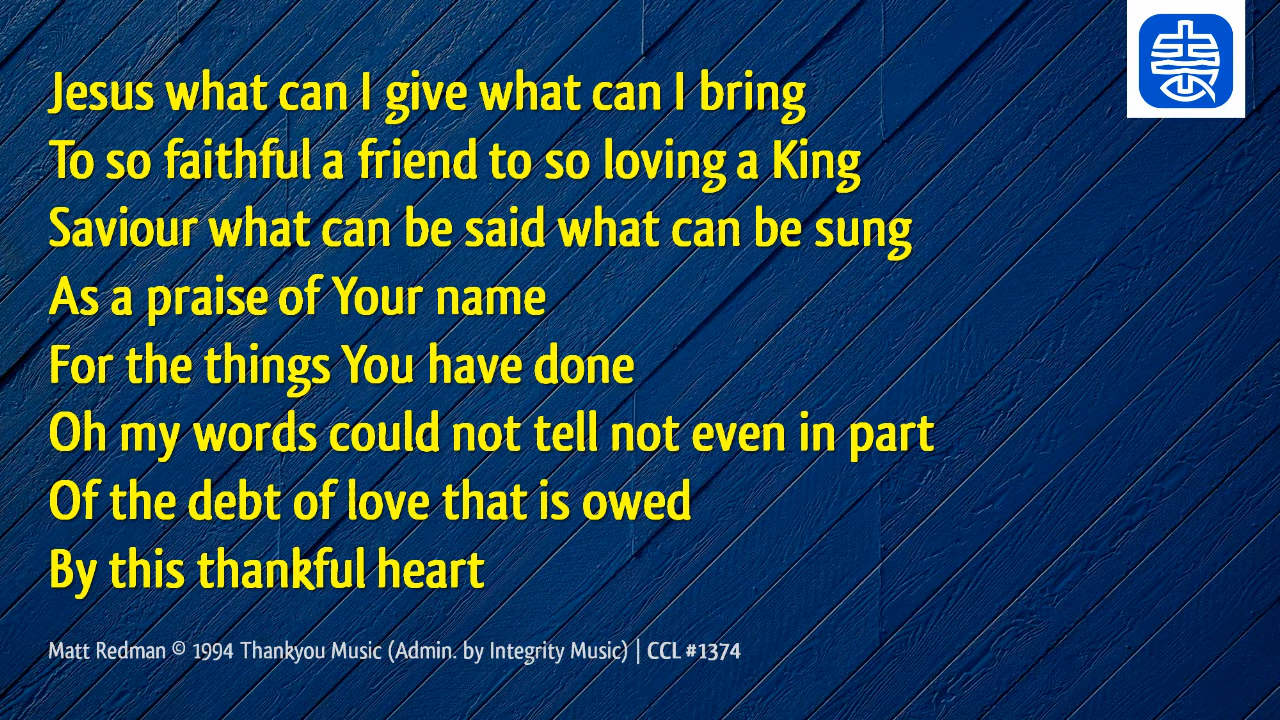 Jesus what can I give what can I bring
To so faithful a friend to so loving a King
Saviour what can be said what can be sung
As a praise of Your name
For the things You have done
Oh my words could not tell not even in part
Of the debt of love that is owed
By this thankful heart
Matt Redman © 1994 Thankyou Music (Admin. by Integrity Music) | CCL #1374